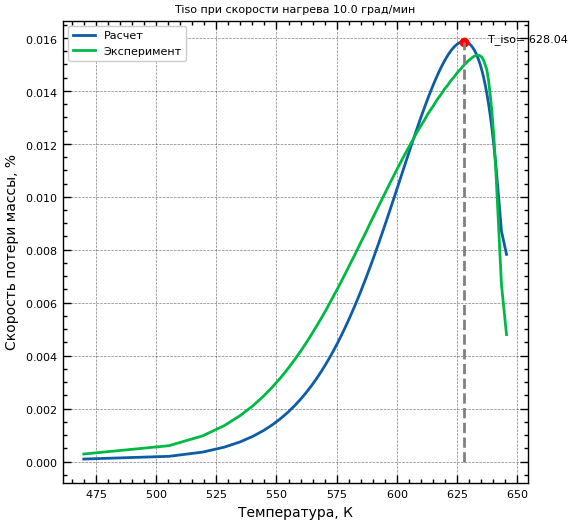 Tiso при скорости нагрева 10.0 град/мин
Расчет
Эксперимент
T_iso=628.04
Скорость потери массы, %
0.016
0.014
0.012
0.010
0.008
0.006
0.004
0.002
0.000
475 500 525 550 575 600 625 650
Температура, К